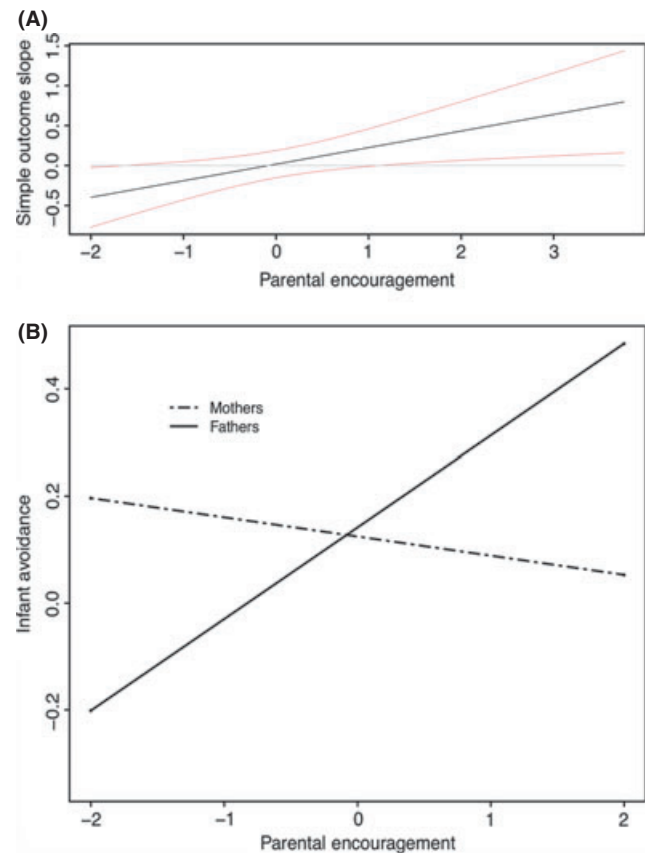 (A)
Simple outcome slope
1.5
1.0
0.5
0.0
−0.5
−2 −1 0 1 2 3
Parental encouragement
(B)
Mothers
Fathers
Infant avoidance
0.4
0.2
0.0
−0.2
−2 −1 0 1 2
Parental encouragement